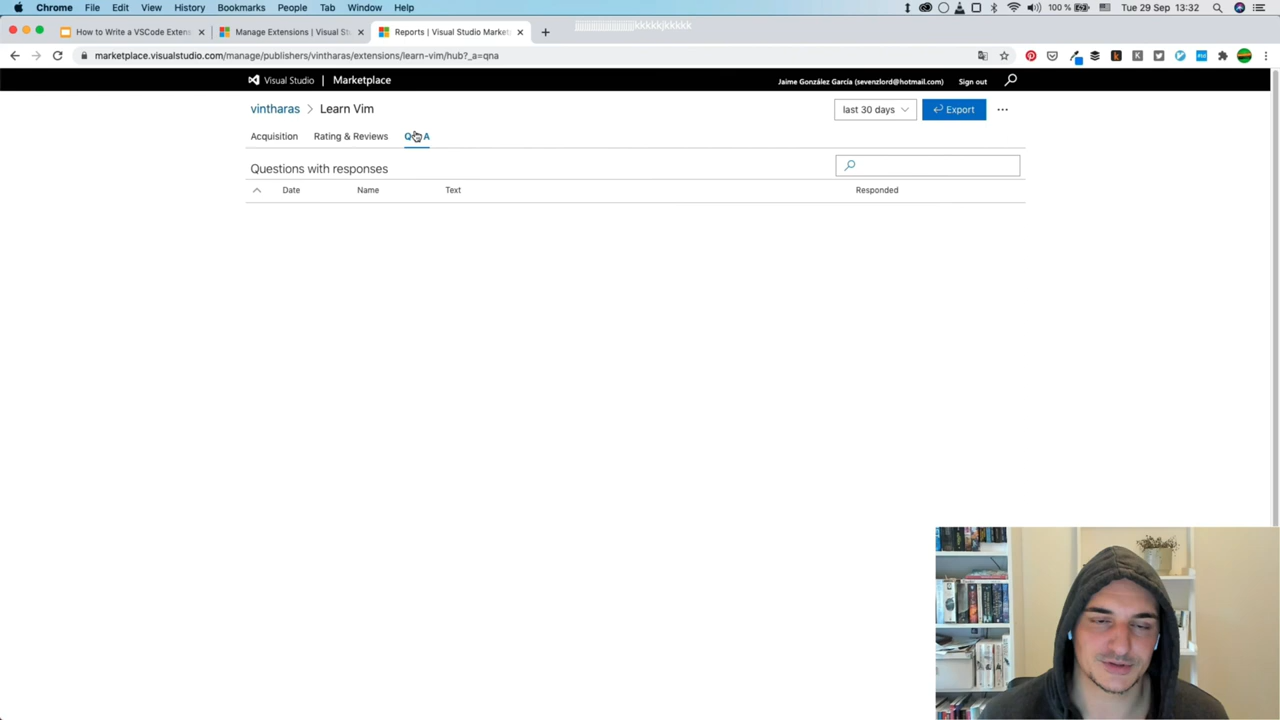 Chrome File Edit View History Bookmarks People Tab Window Help 100 % Tue 29 Sep 13:32
How to Write a VSCode Extens Manage Extensions | Visual St Reports | Visual Studio Market
marketplace.visualstudio.com/manage/publishers/vintharas/extensions/learn-vim/hub?_a=qna
Visual Studio | Marketplace Jaime González García (sevenzlord@hotmail.com) Sign out
vintharas > Learn Vim last 30 days Export
Acquisition Rating & Reviews Q&A
Questions with responses
Date Name Text Responded